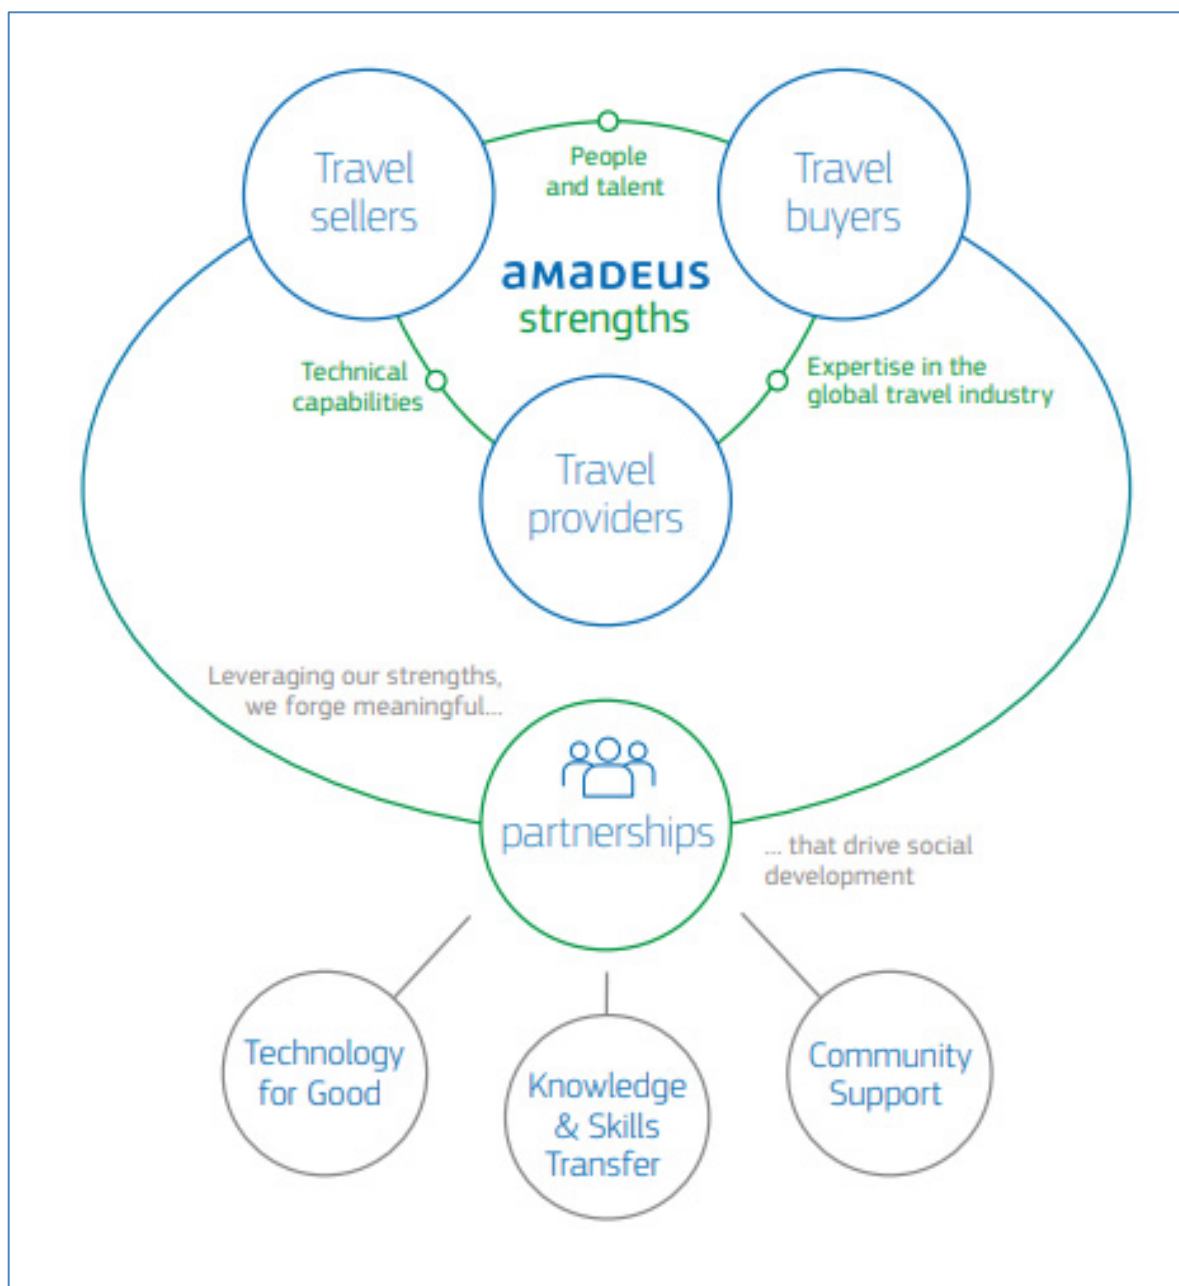 Travel
sellers
People
and talent
Travel
buyers
amadeus
strengths
Technical
capabilities
Expertise in the
global travel industry
Travel
providers
Leveraging our strengths,
we forge meaningful...
partnerships
... that drive social
development
Technology
for Good
Knowledge
& Skills
Transfer
Community
Support